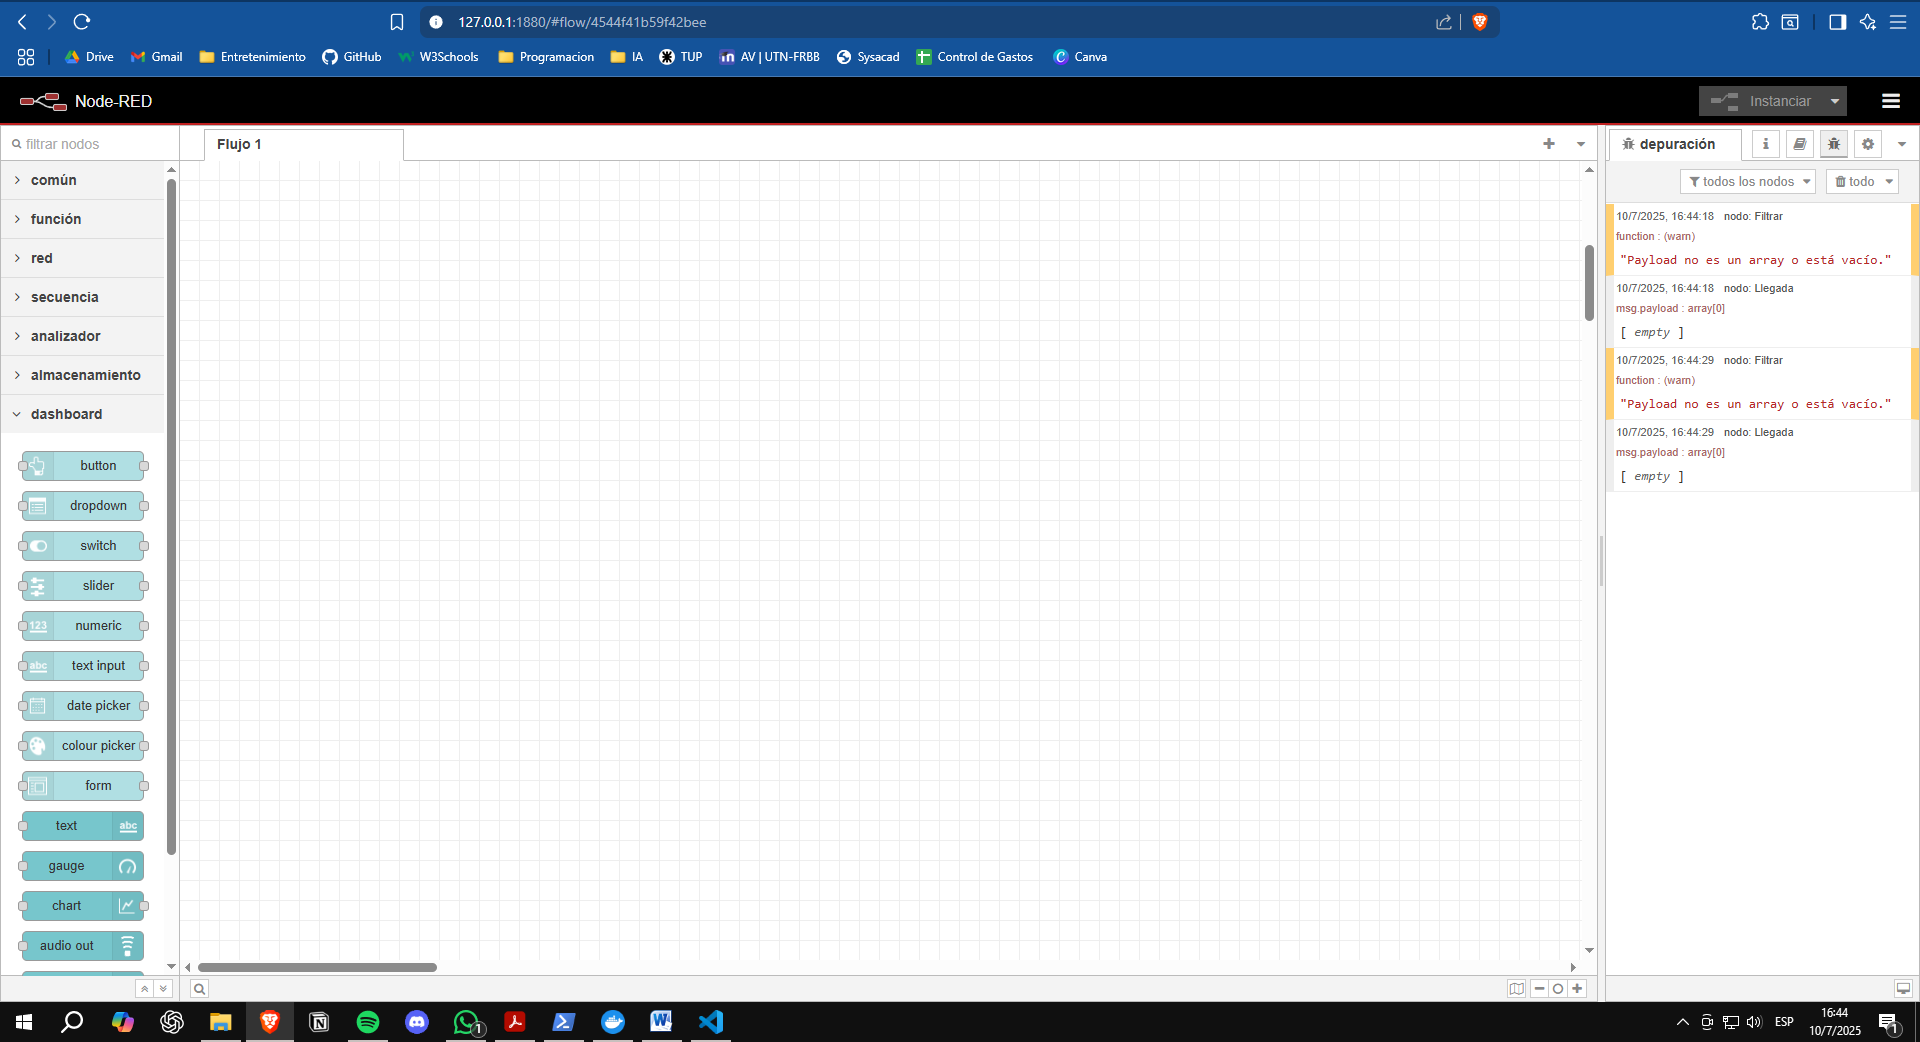 127.0.0.1:1880/#flow/4544f41b59f42bee
Drive
Gmail
Entretenimiento
GitHub
W3Schools
Programacion
IA
TUP
AV | UTN-FRBB
Sysacad
Control de Gastos
Canva
Node-RED
Instanciar
filtrar nodos
común
función
red
secuencia
analizador
almacenamiento
dashboard
button
dropdown
switch
slider
123 numeric
abc text input
date picker
colour picker
form
text abc
gauge
chart
audio out
Flujo 1
depuración
todos los nodos
todo
10/7/2025, 16:44:18 nodo: Filtrar
function : (warn)
"Payload no es un array o está vacío."
10/7/2025, 16:44:18 nodo: Llegada
msg.payload : array[0]
[ empty ]
10/7/2025, 16:44:29 nodo: Filtrar
function : (warn)
"Payload no es un array o está vacío."
10/7/2025, 16:44:29 nodo: Llegada
msg.payload : array[0]
[ empty ]
1
ESP
16:44
10/7/2025
1